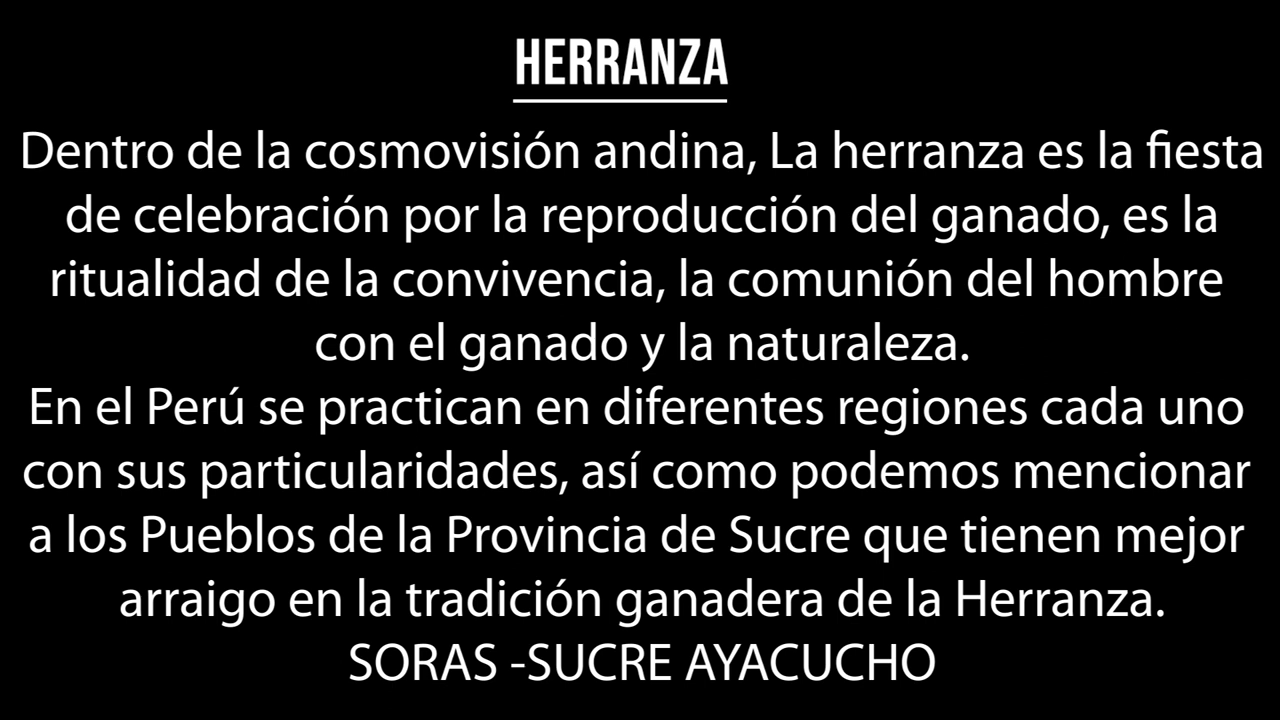 HERRANZA
Dentro de la cosmovisión andina, La herranza es la fiesta
de celebración por la reproducción del ganado, es la
ritualidad de la convivencia, la comunión del hombre
con el ganado y la naturaleza.
En el Perú se practican en diferentes regiones cada uno
con sus particularidades, así como podemos mencionar
a los Pueblos de la Provincia de Sucre que tienen mejor
arraigo en la tradición ganadera de la Herranza.
SORAS -SUCRE AYACUCHO